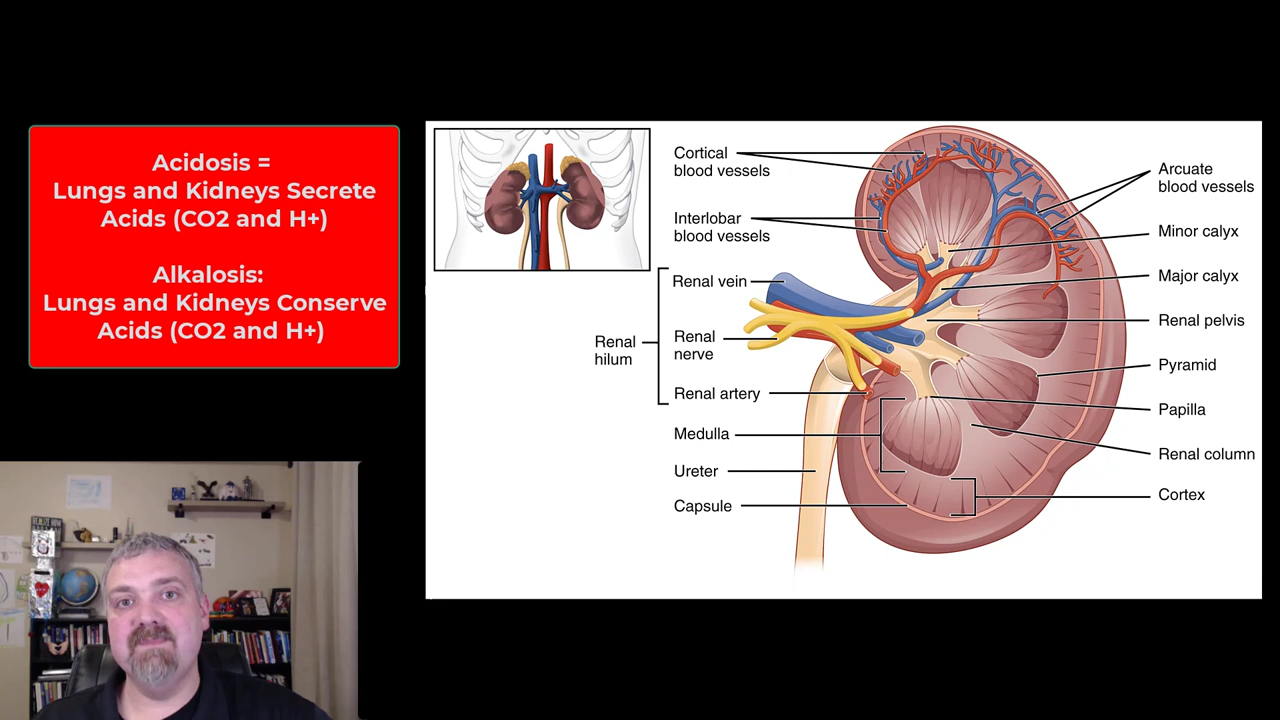 Acidosis =
Lungs and Kidneys Secrete
Acids (CO2 and H+)
Alkalosis:
Lungs and Kidneys Conserve
Acids (CO2 and H+)
Cortical
blood vessels
Interlobar
blood vessels
Renal vein
Renal
hilum
Renal
nerve
Renal artery
Medulla
Ureter
Capsule
Arcuate
blood vessels
Minor calyx
Major calyx
Renal pelvis
Pyramid
Papilla
Renal column
Cortex